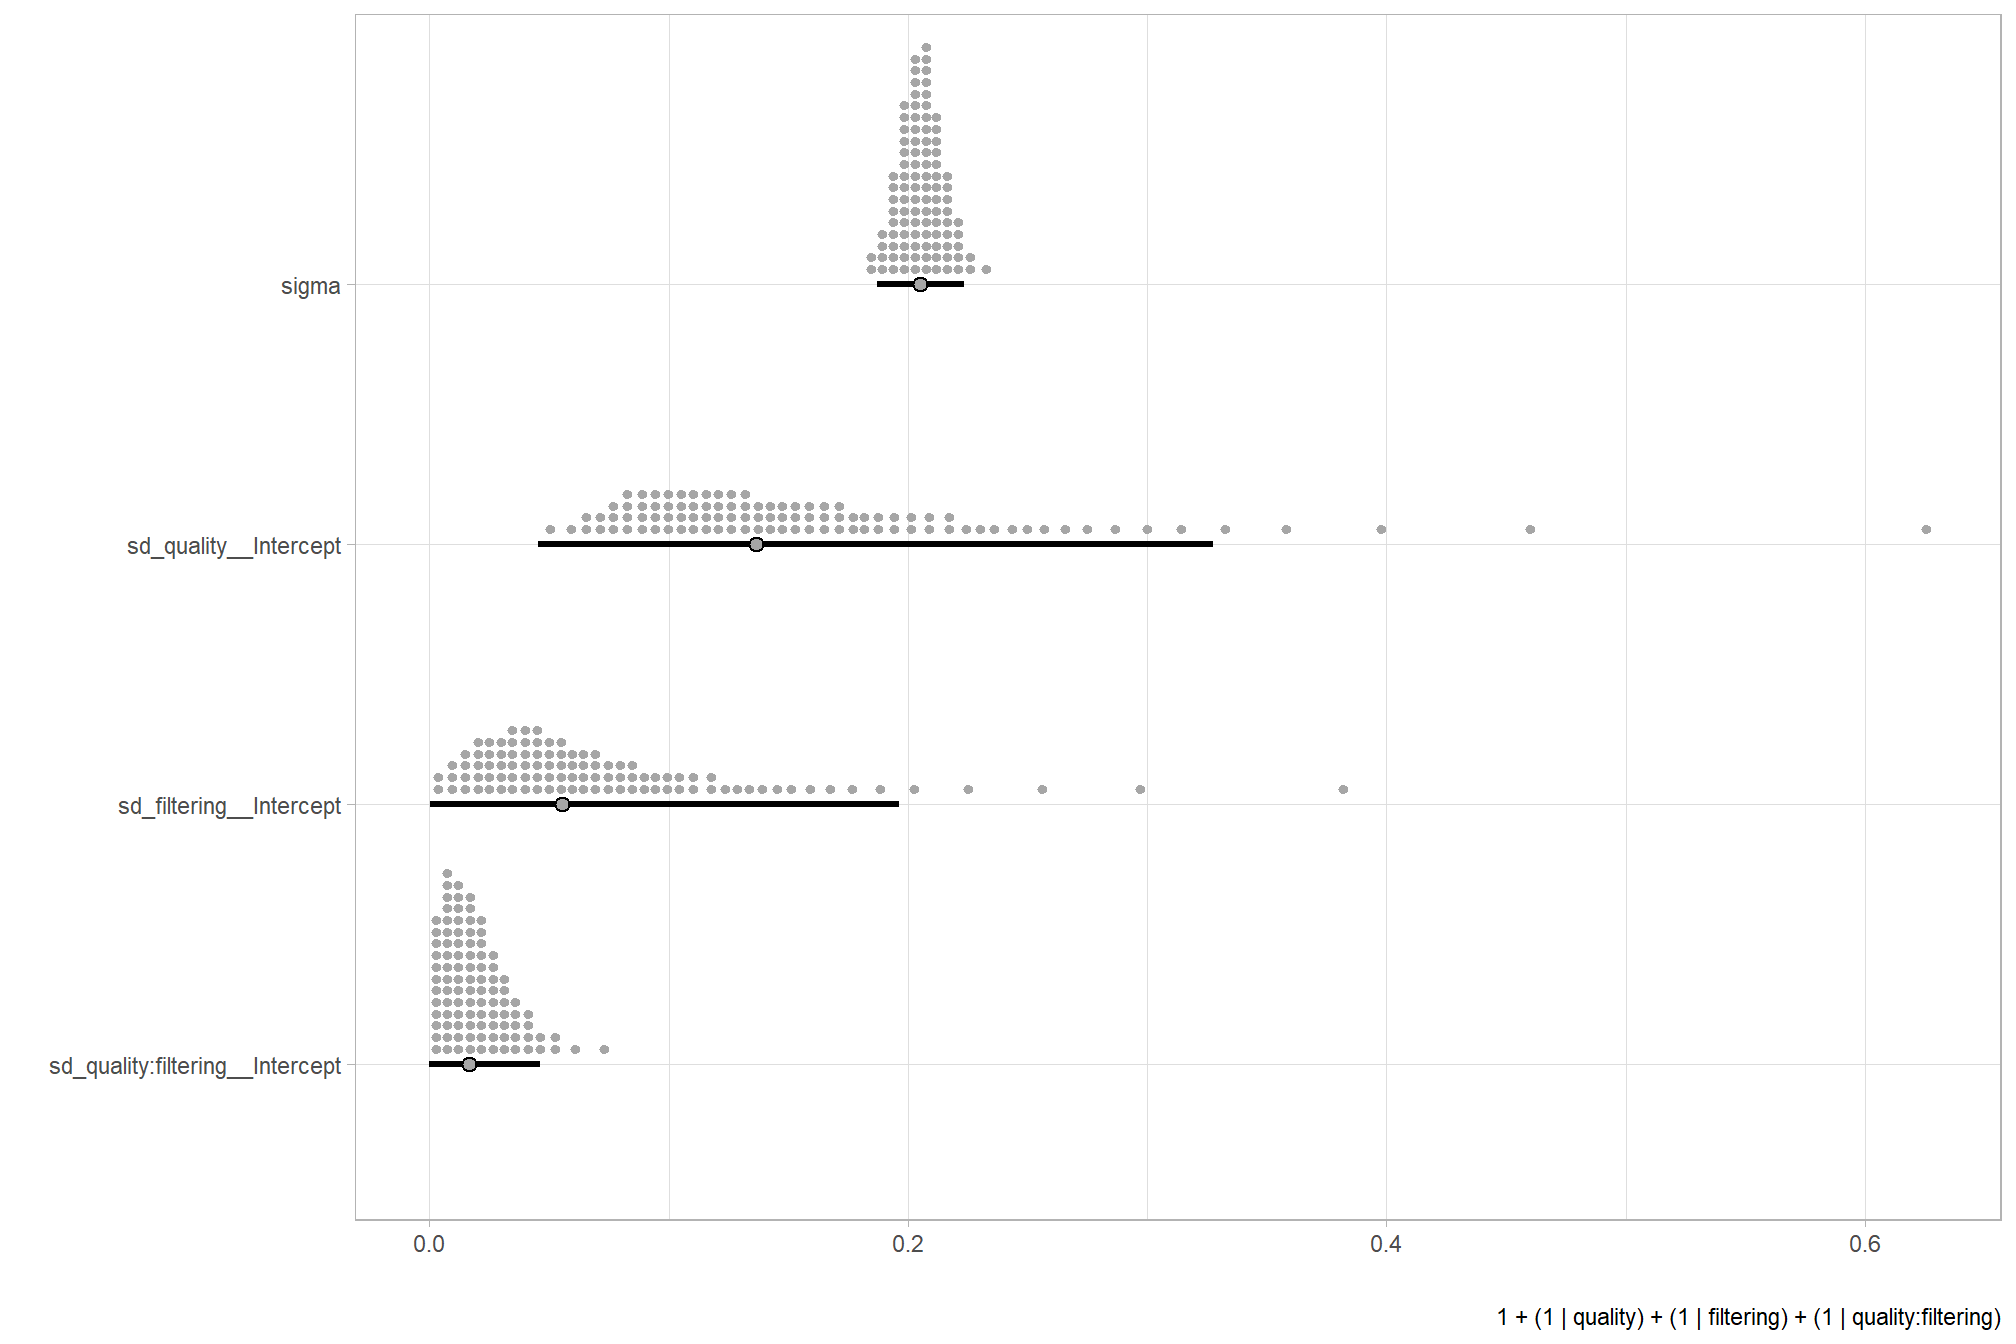 sigma
sd_quality__Intercept
sd_filtering__Intercept
sd_quality:filtering__Intercept
0.0 0.2 0.4 0.6
1 + (1 | quality) + (1 | filtering) + (1 | quality:filtering)